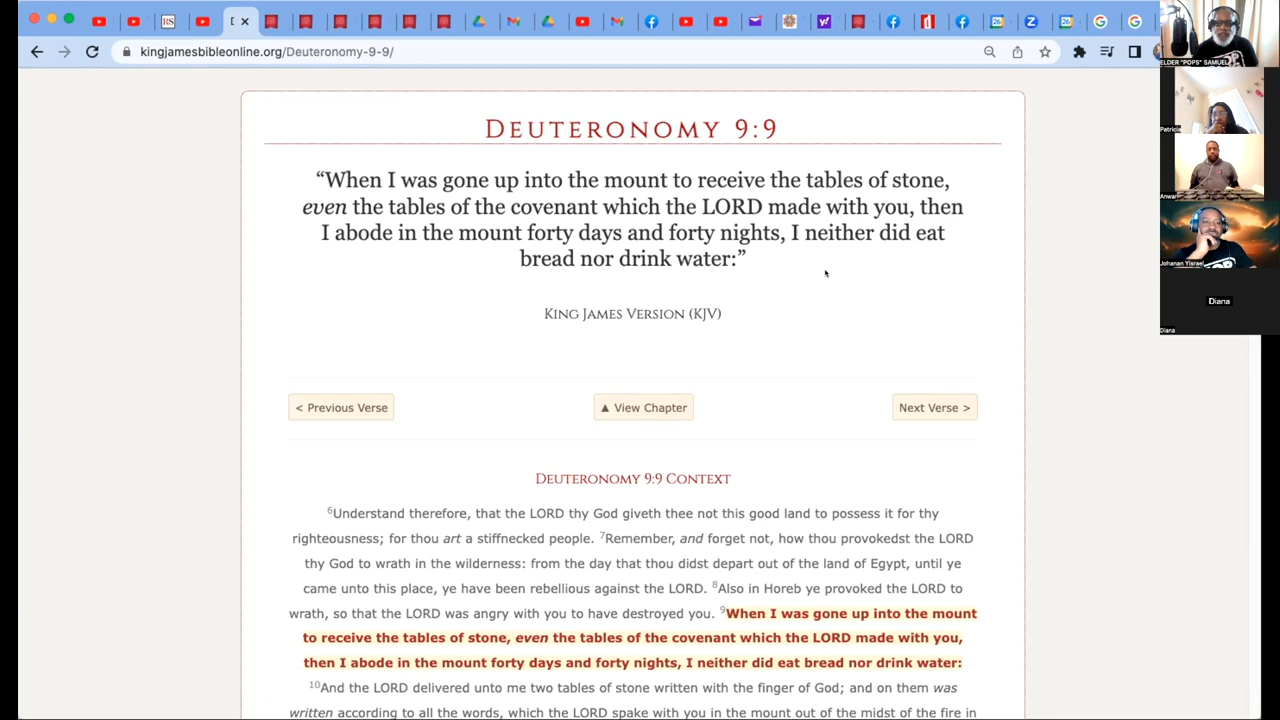 kingjamesbibleonline.org/Deuteronomy-9-9/
ELDER "POPS" SAMUEL
Patricia
Anwar
Johanan Yisrael
Diana
Diana
DEUTERONOMY 9:9
“When I was gone up into the mount to receive the tables of stone,
even the tables of the covenant which the LORD made with you, then
I abode in the mount forty days and forty nights, I neither did eat
bread nor drink water:”
KING JAMES VERSION (KJV)
< Previous Verse
▲ View Chapter
Next Verse >
DEUTERONOMY 9:9 CONTEXT
6Understand therefore, that the LORD thy God giveth thee not this good land to possess it for thy
righteousness; for thou art a stiffnecked people. 7Remember, and forget not, how thou provokedst the LORD
thy God to wrath in the wilderness: from the day that thou didst depart out of the land of Egypt, until ye
came unto this place, ye have been rebellious against the LORD. 8Also in Horeb ye provoked the LORD to
wrath, so that the LORD was angry with you to have destroyed you. 9When I was gone up into the mount
to receive the tables of stone, even the tables of the covenant which the LORD made with you,
then I abode in the mount forty days and forty nights, I neither did eat bread nor drink water:
10And the LORD delivered unto me two tables of stone written with the finger of God; and on them was
written according to all the words, which the LORD spake with you in the mount out of the midst of the fire in